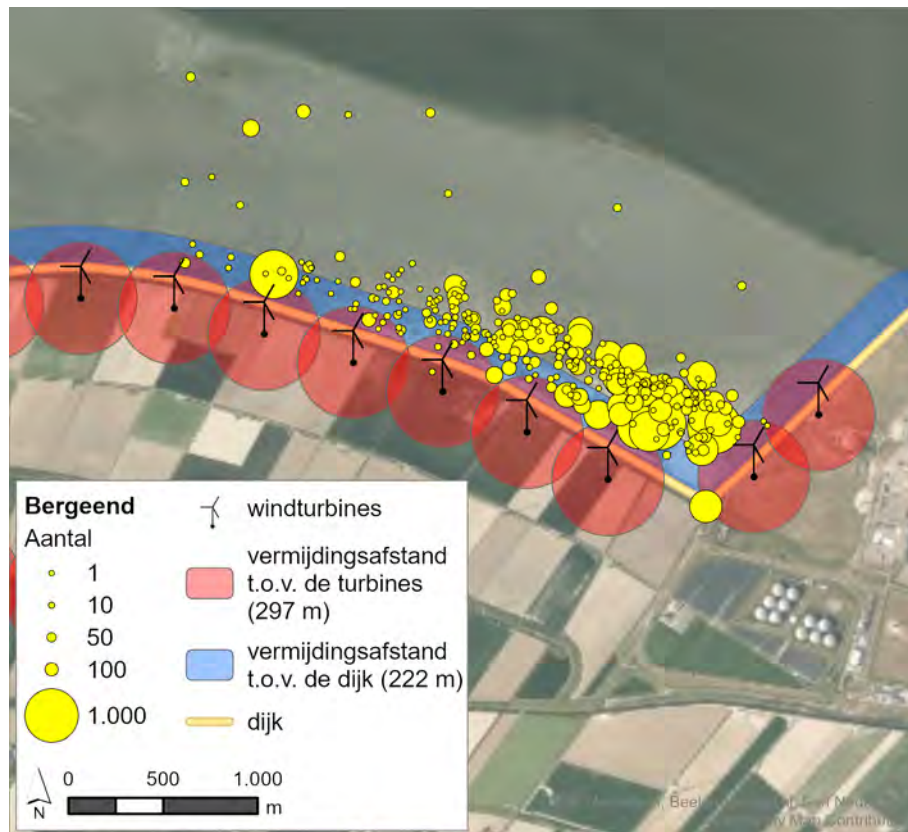 Bergeend
Aantal
1
10
50
100
1.000
windturbines
vermijdingsafstand
t.o.v. de turbines
(297 m)
vermijdingsafstand
t.o.v. de dijk (222 m)
dijk
0 500 1.000
m
N